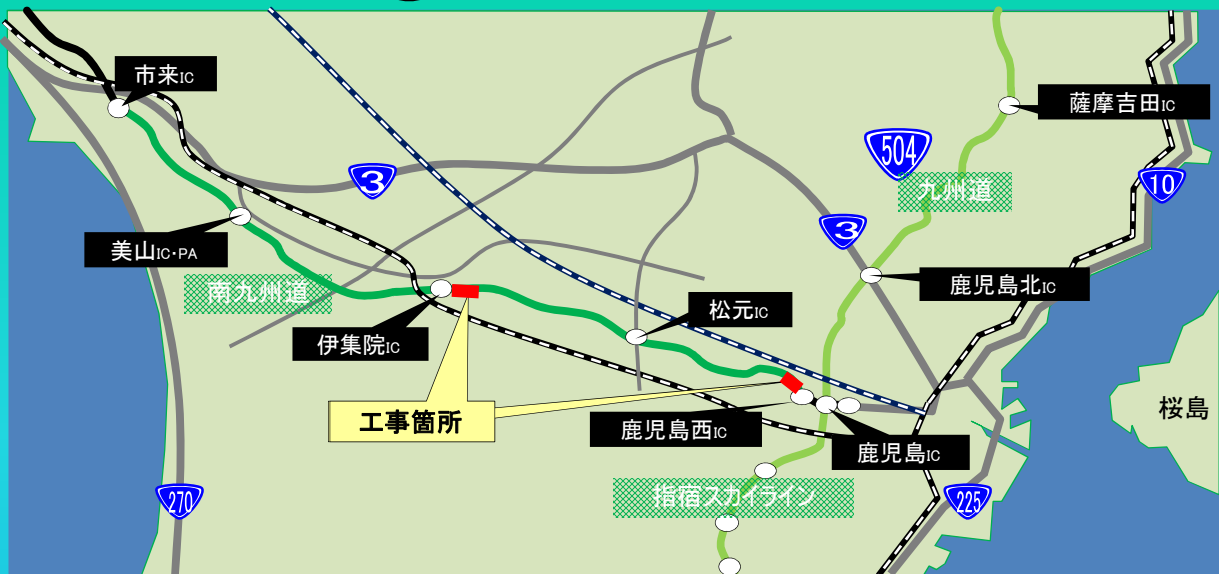 市来IC
薩摩吉田IC
504
3
九州道
10
3
美山IC・PA
南九州道
鹿児島北IC
松元IC
伊集院IC
工事箇所
桜島
鹿児島西IC
鹿児島IC
指宿スカイライン
270
225